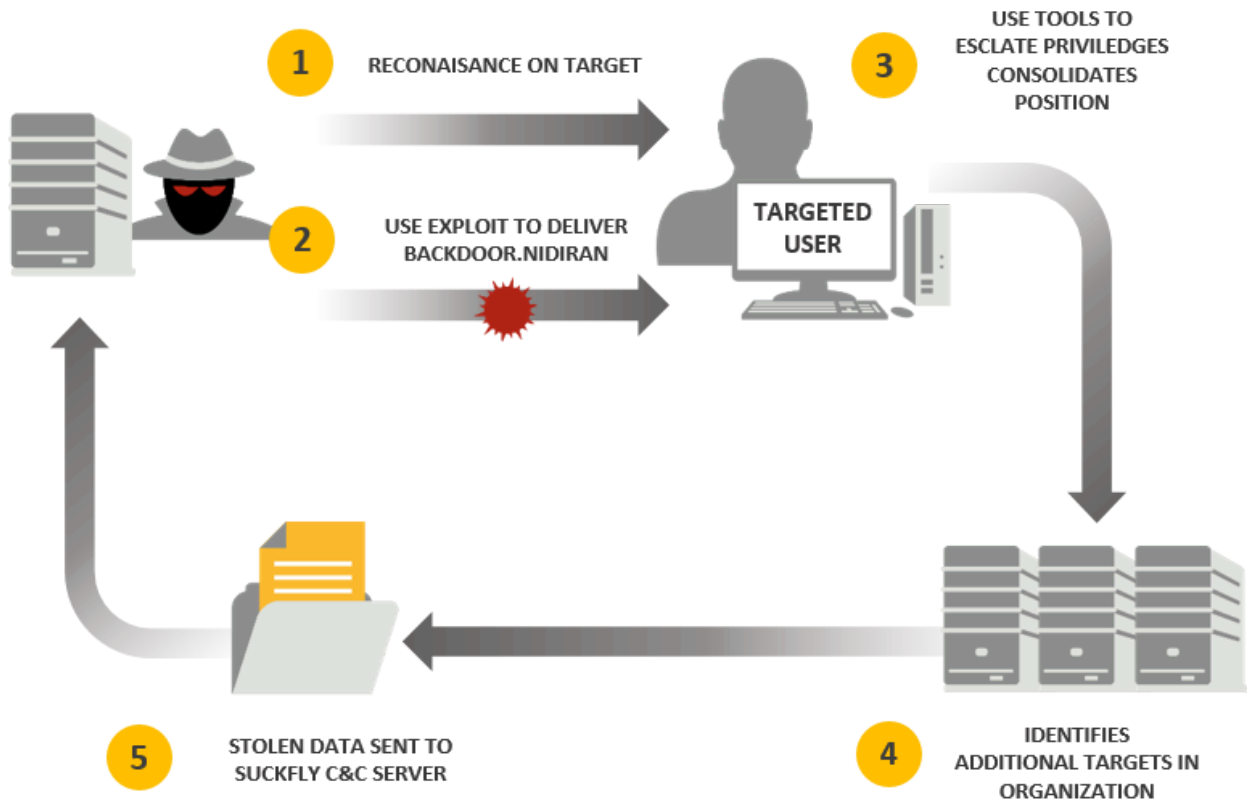 1
RECONAISANCE ON TARGET
2
USE EXPLOIT TO DELIVER
BACKDOOR.NIDIRAN
TARGETED
USER
3
USE TOOLS TO
ESCLATE PRIVILEDGES
CONSOLIDATES
POSITION
4
IDENTIFIES
ADDITIONAL TARGETS IN
ORGANIZATION
5
STOLEN DATA SENT TO
SUCKFLY C&C SERVER